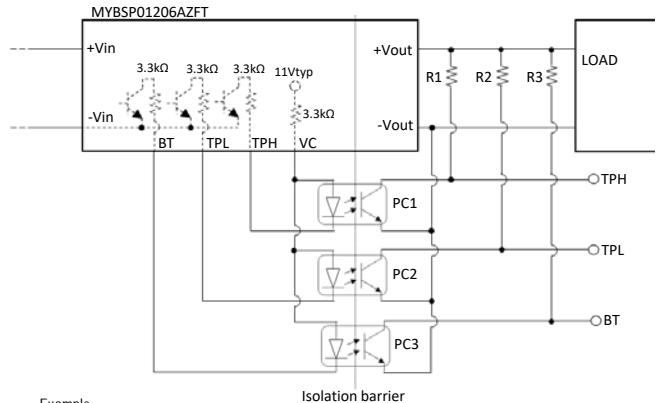 MYBSP01206AZFT
+Vin
3.3kΩ
3.3kΩ
3.3kΩ
11Vtyp
3.3kΩ
+Vout
-Vin
-Vout
BT
TPL
TPH
VC
R1
R2
R3
LOAD
PC1
TPH
PC2
TPL
PC3
BT
Example
Isolation barrier